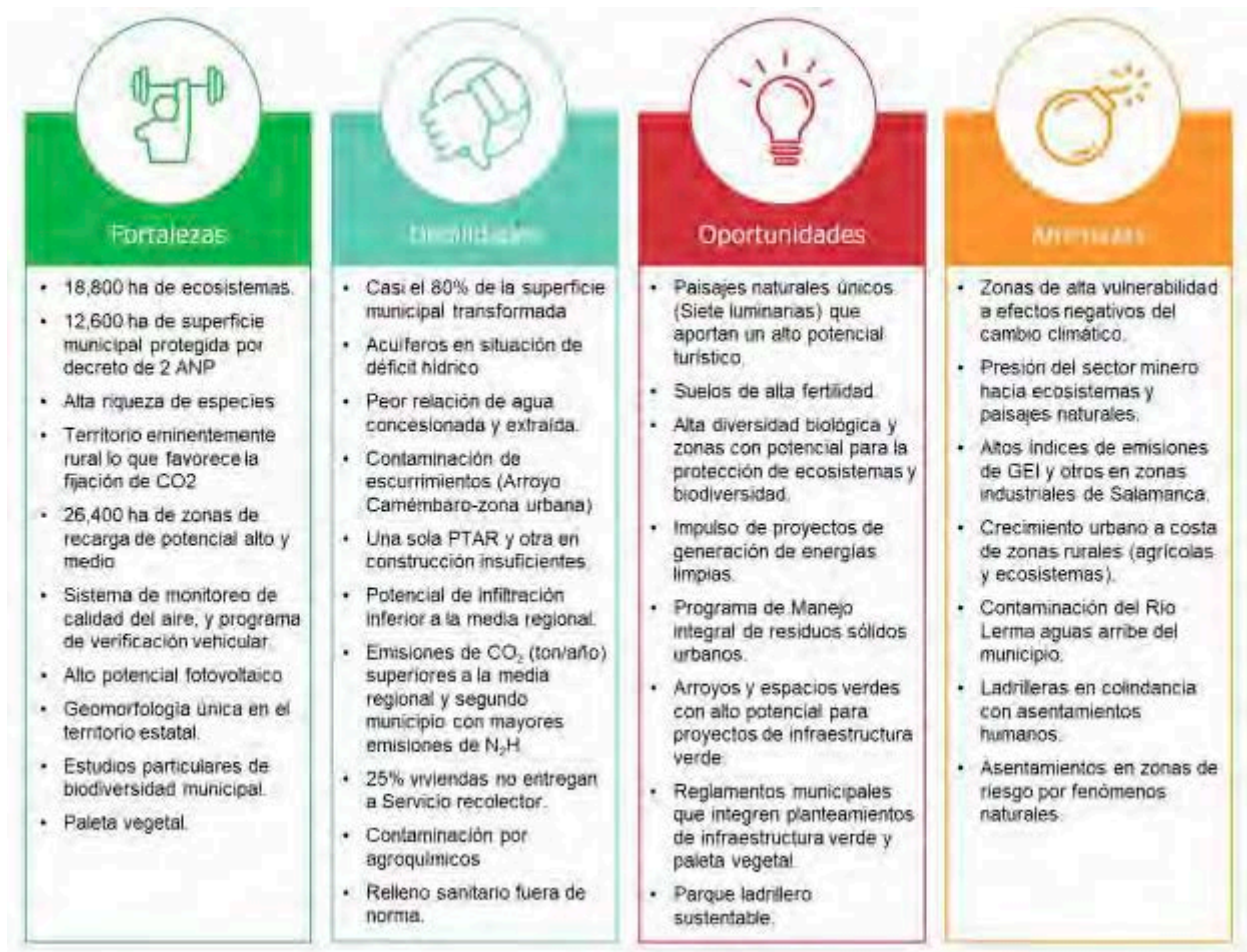 Fortalezas
• 18,800 ha de ecosistemas.
• 12,600 ha de superficie
municipal protegida por
decreto de 2 ANP
• Alta riqueza de especies
• Territorio eminentemente
rural lo que favorece la
fijación de CO2
• 26,400 ha de zonas de
recarga de potencial alto y
medio
• Sistema de monitoreo de
calidad del aire, y programa
de verificación vehicular.
• Alto potencial fotovoltaico
• Geomorfología única en el
territorio estatal.
• Estudios particulares de
biodiversidad municipal.
• Paleta vegetal.
Debilidades
• Casi el 80% de la superficie
municipal transformada
• Acuíferos en situación de
déficit hídrico
• Peor relación de agua
concesionada y extraída.
• Contaminación de
escurrimientos (Arroyo
Camémbaro-zona urbana)
• Una sola PTAR y otra en
construcción insuficientes.
• Potencial de infiltración
inferior a la media regional.
• Emisiones de CO₂ (ton/año)
superiores a la media
regional y segundo
municipio con mayores
emisiones de N₂H
• 25% viviendas no entregan
a Servicio recolector.
• Contaminación por
agroquímicos
• Relleno sanitario fuera de
norma.
Oportunidades
• Paisajes naturales únicos
(Siete luminarias) que
aportan un alto potencial
turístico.
• Suelos de alta fertilidad.
• Alta diversidad biológica y
zonas con potencial para la
protección de ecosistemas y
biodiversidad.
• Impulso de proyectos de
generación de energías
limpias.
• Programa de Manejo
integral de residuos sólidos
urbanos.
• Arroyos y espacios verdes
con alto potencial para
proyectos de infraestructura
verde.
• Reglamentos municipales
que integren planteamientos
de infraestructura verde y
paleta vegetal.
• Parque ladrillero
sustentable.
Amenazas
• Zonas de alta vulnerabilidad
a efectos negativos del
cambio climático.
• Presión del sector minero
hacia ecosistemas y
paisajes naturales.
• Altos índices de emisiones
de GEI y otros en zonas
industriales de Salamanca.
• Crecimiento urbano a costa
de zonas rurales (agrícolas
y ecosistemas).
• Contaminación del Río
Lerma aguas arribe del
municipio.
• Ladrilleras en colindancia
con asentamientos
humanos.
• Asentamientos en zonas de
riesgo por fenómenos
naturales.